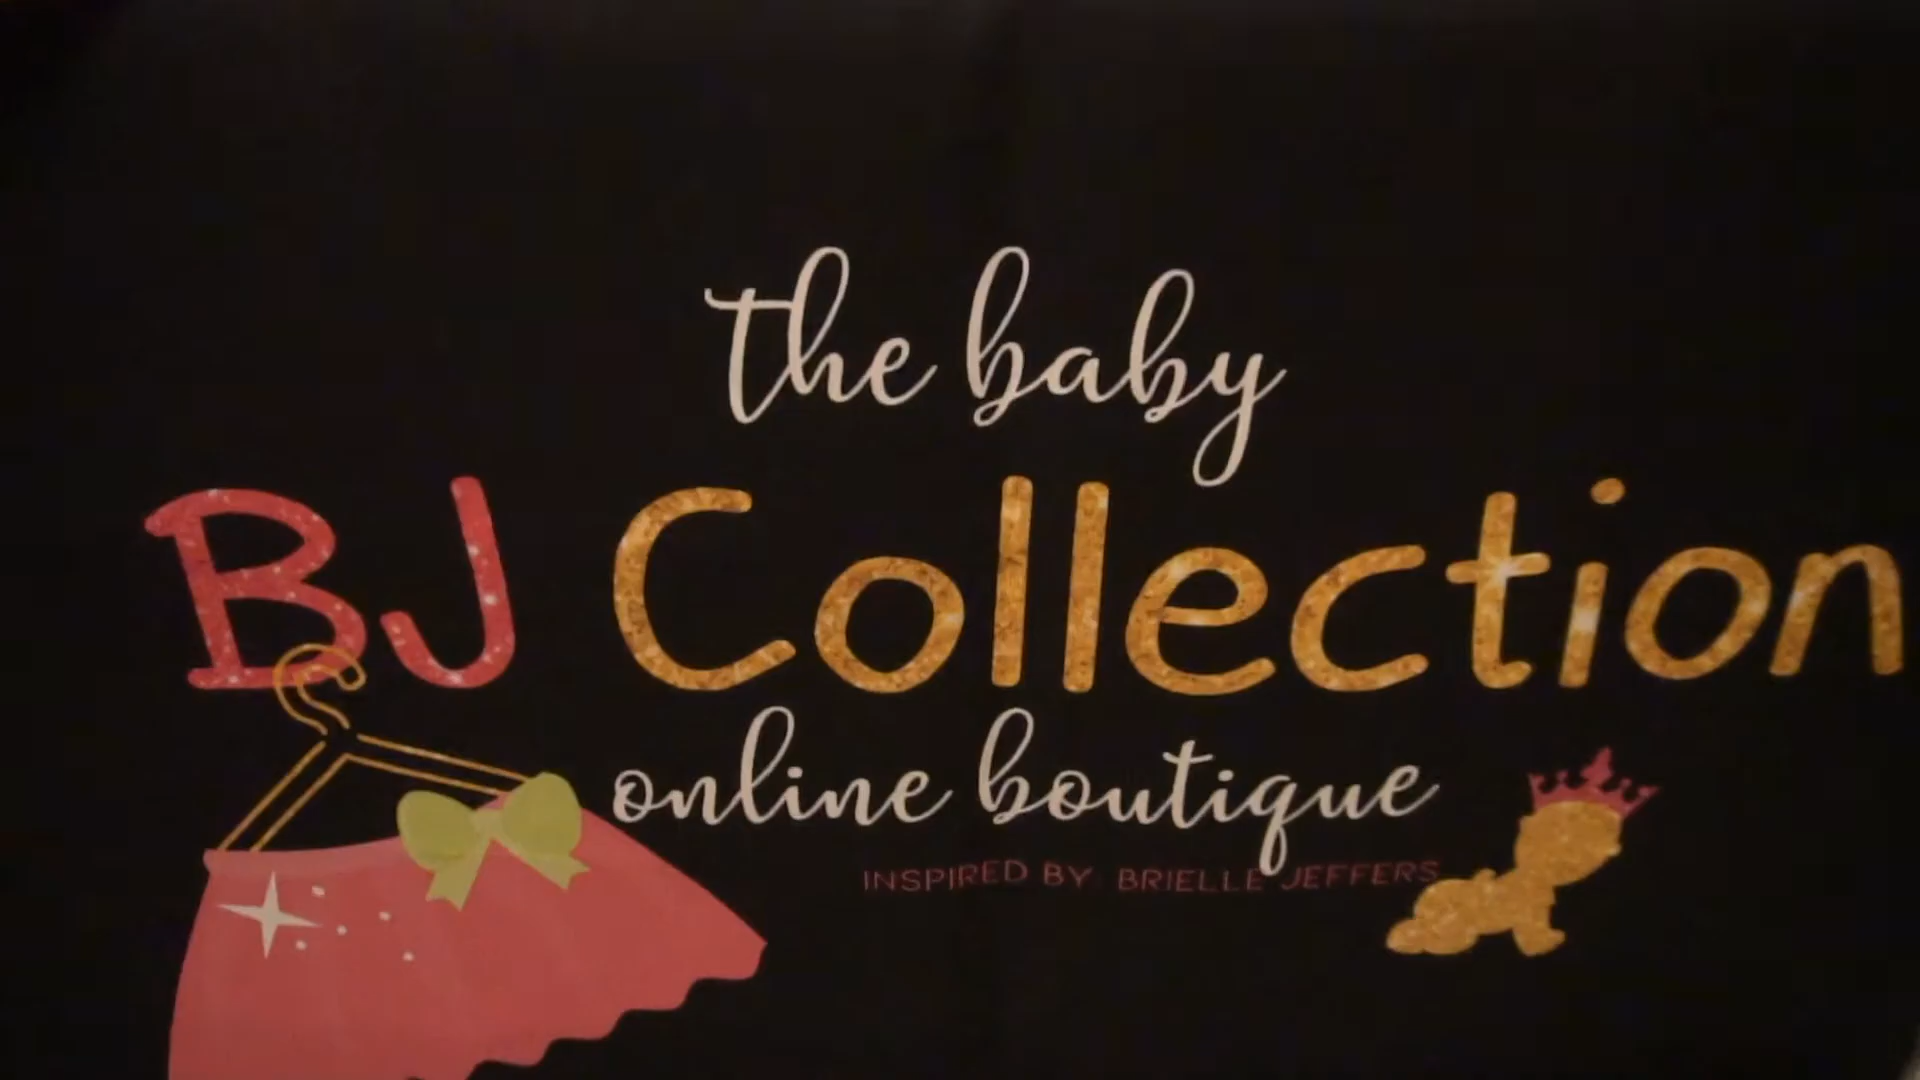 the baby
BJ Collection
online boutique
INSPIRED BY: BRIELLE JEFFERS